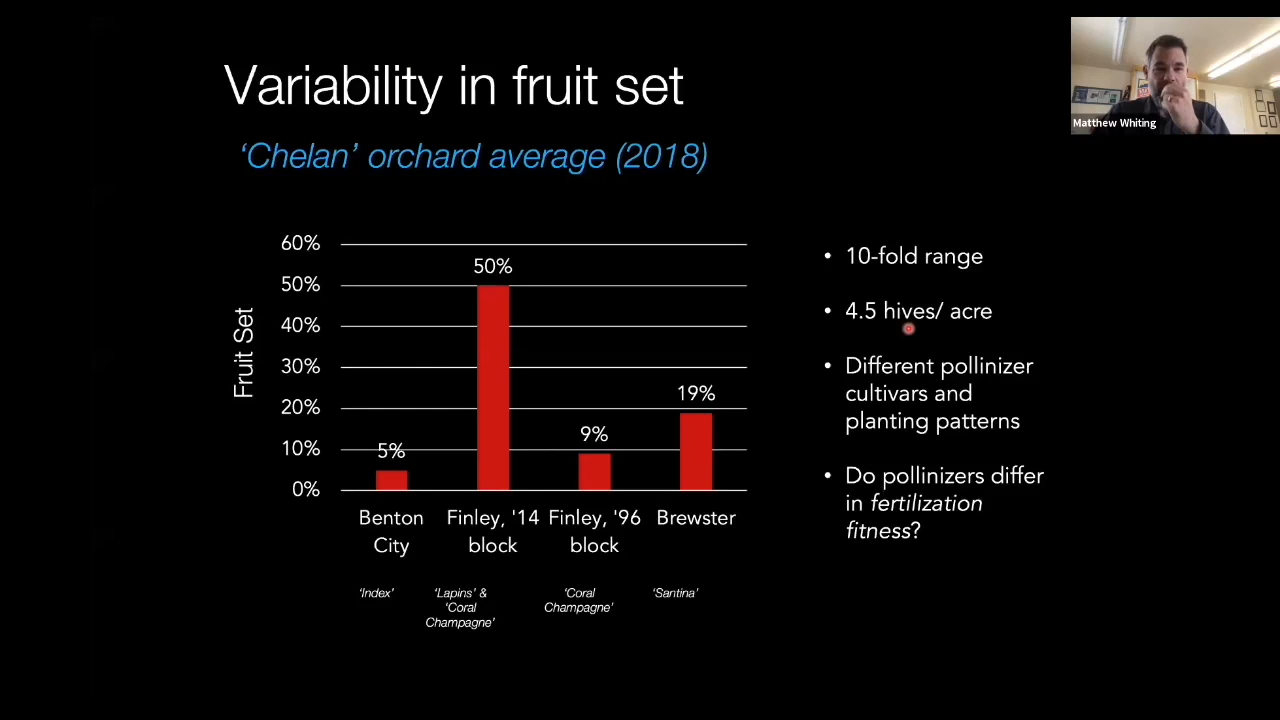 Variability in fruit set
‘Chelan’ orchard average (2018)
Matthew Whiting
Fruit Set
60%
50%
40%
30%
20%
10%
0%
5%
50%
9%
19%
Benton
City
Finley, '14
block
Finley, '96
block
Brewster
‘Index’
‘Lapins’ &
‘Coral
Champagne’
‘Coral
Champagne’
‘Santina’
• 10-fold range
• 4.5 hives/ acre
• Different pollinizer
cultivars and
planting patterns
• Do pollinizers differ
in fertilization
fitness?